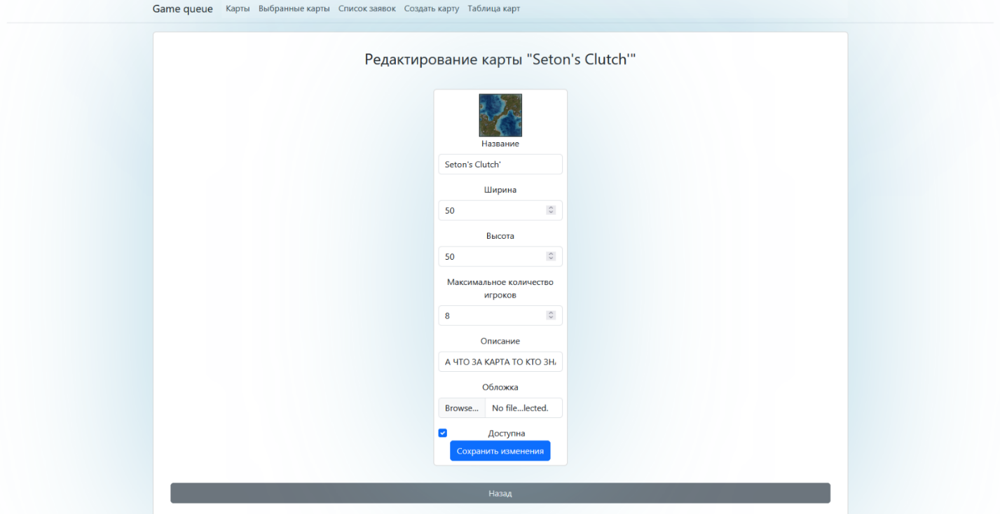 Game queue Карты Выбранные карты Список заявок Создать карту Таблица карт
Редактирование карты "Seton's Clutch'"
Название
Seton's Clutch'
Ширина
50
Высота
50
Максимальное количество
игроков
8
Описание
А ЧТО ЗА КАРТА ТО КТО ЗН
Обложка
Browse... No file...lected.
Доступна
Сохранить изменения
Назад